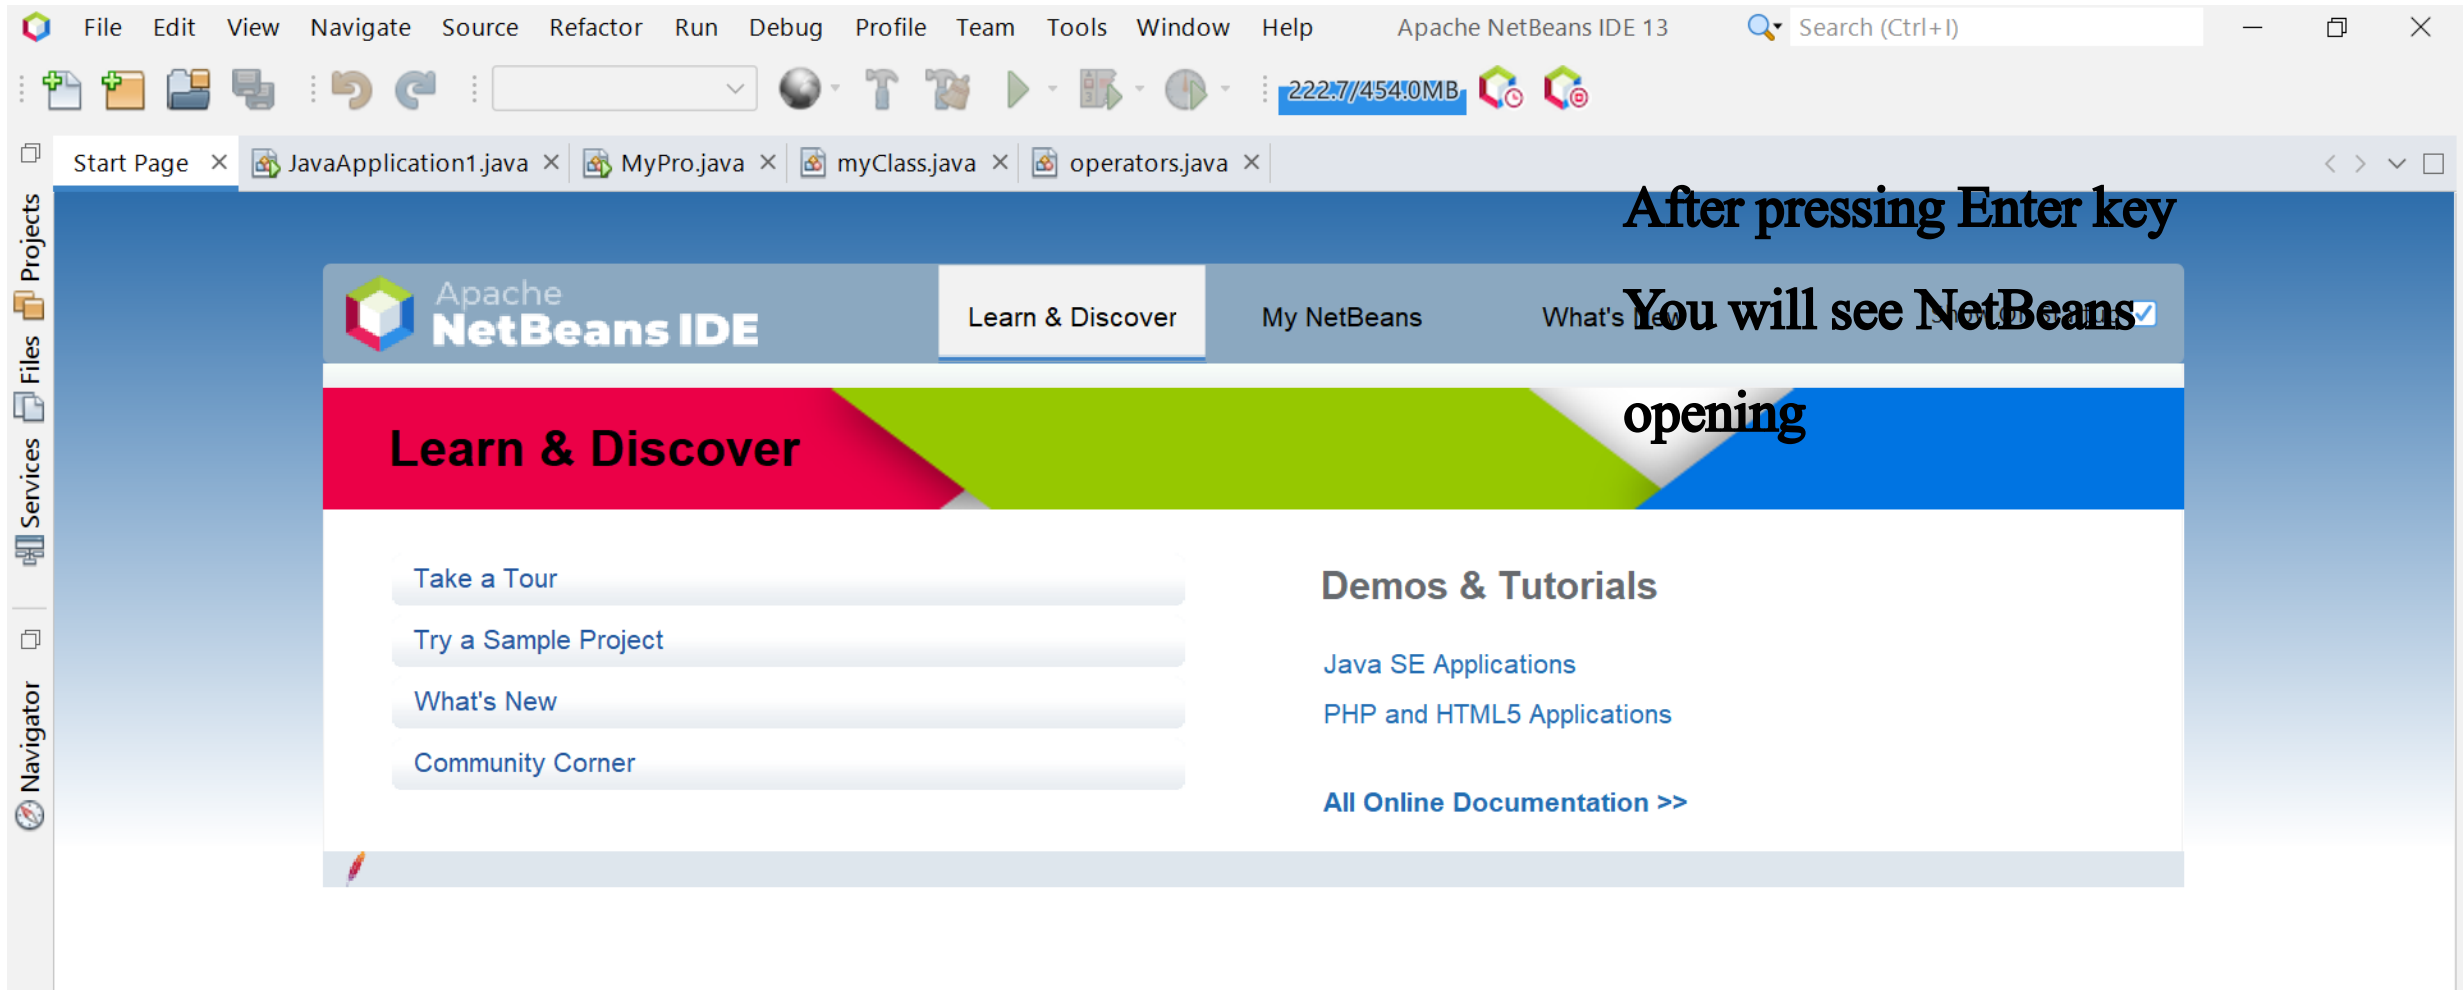 File Edit View Navigate Source Refactor Run Debug Profile Team Tools Window Help Apache NetBeans IDE 13 Search (Ctrl+I)
222.7/454.0MB
Start Page JavaApplication1.java MyPro.java myClass.java operators.java
After pressing Enter key
You will see NetBeans
opening
Projects
Files
Services
Navigator
Apache
NetBeans IDE
Learn & Discover My NetBeans What's New Show On Startup
Learn & Discover
Take a Tour
Try a Sample Project
What's New
Community Corner
Demos & Tutorials
Java SE Applications
PHP and HTML5 Applications
All Online Documentation >>